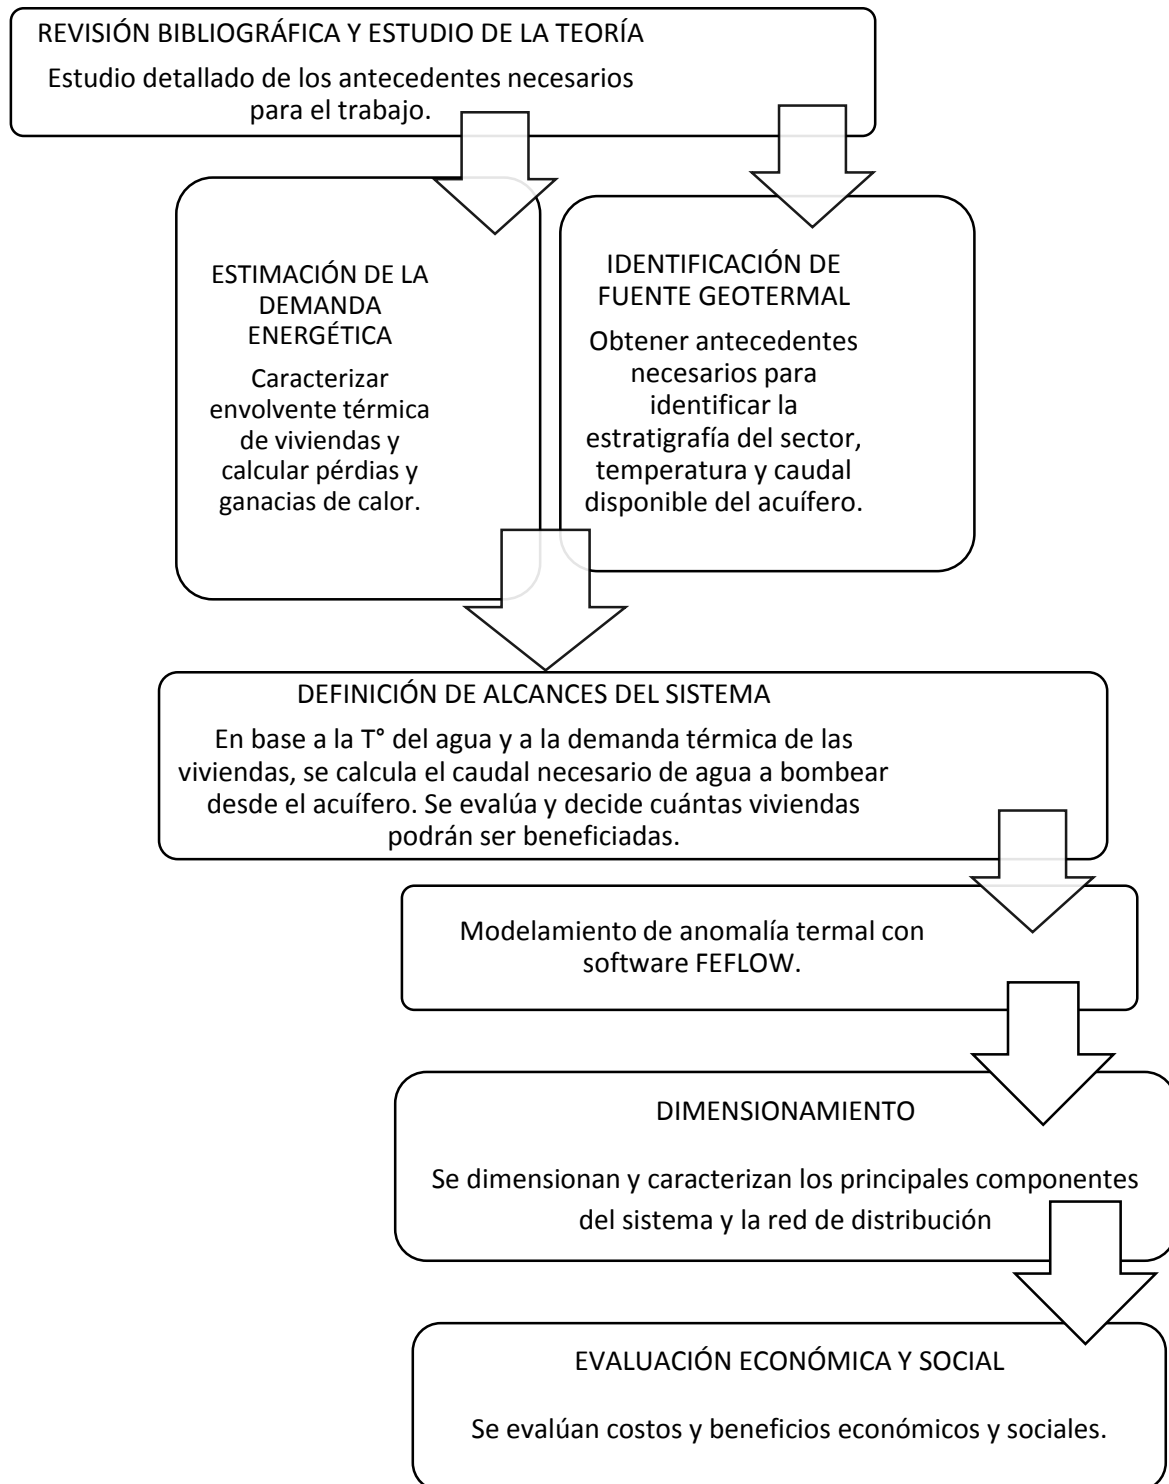 REVISIÓN BIBLIOGRÁFICA Y ESTUDIO DE LA TEORÍA
Estudio detallado de los antecedentes necesarios
para el trabajo.
ESTIMACIÓN DE LA
DEMANDA
ENERGÉTICA
Caracterizar
envolvente térmica
de viviendas y
calcular pérdias y
ganacias de calor.
IDENTIFICACIÓN DE
FUENTE GEOTERMAL
Obtener antecedentes
necesarios para
identificar la
estratigrafía del sector,
temperatura y caudal
disponible del acuífero.
DEFINICIÓN DE ALCANCES DEL SISTEMA
En base a la T° del agua y a la demanda térmica de las
viviendas, se calcula el caudal necesario de agua a bombear
desde el acuífero. Se evalúa y decide cuántas viviendas
podrán ser beneficiadas.
Modelamiento de anomalía termal con
software FEFLOW.
DIMENSIONAMIENTO
Se dimensionan y caracterizan los principales componentes
del sistema y la red de distribución
EVALUACIÓN ECONÓMICA Y SOCIAL
Se evalúan costos y beneficios económicos y sociales.